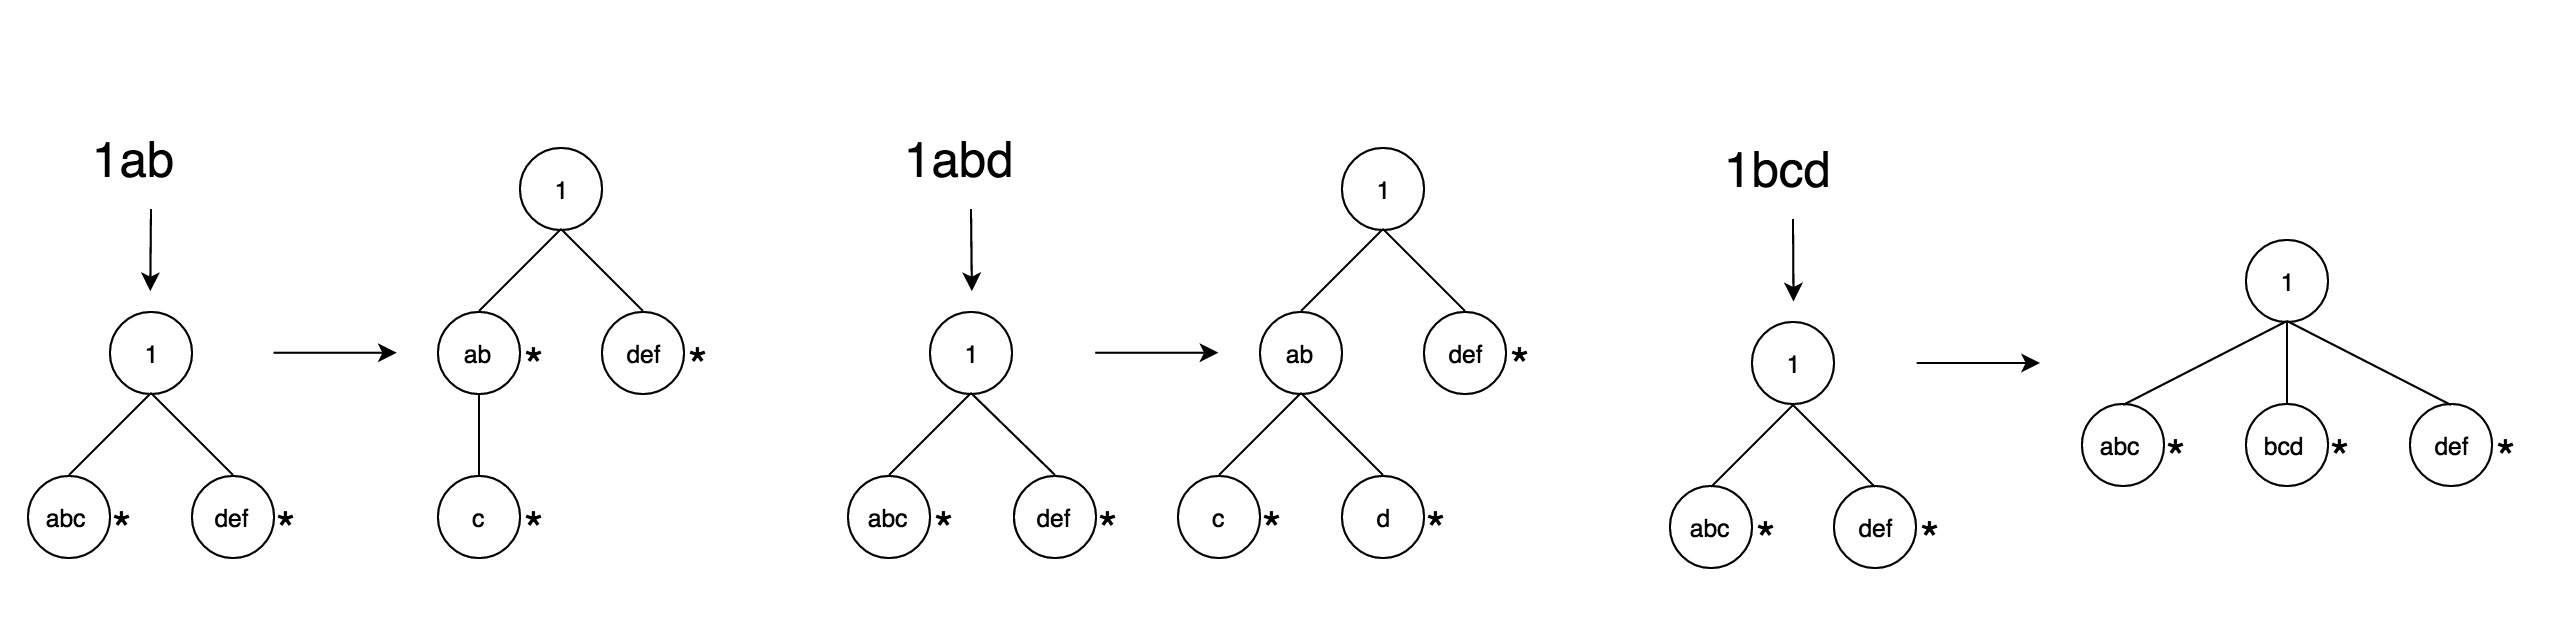 1ab
1
abc * def *
1
ab * def *
c *
1abd
1
abc * def *
1
ab def *
c * d *
1bcd
1
abc * def *
1
abc * bcd * def *